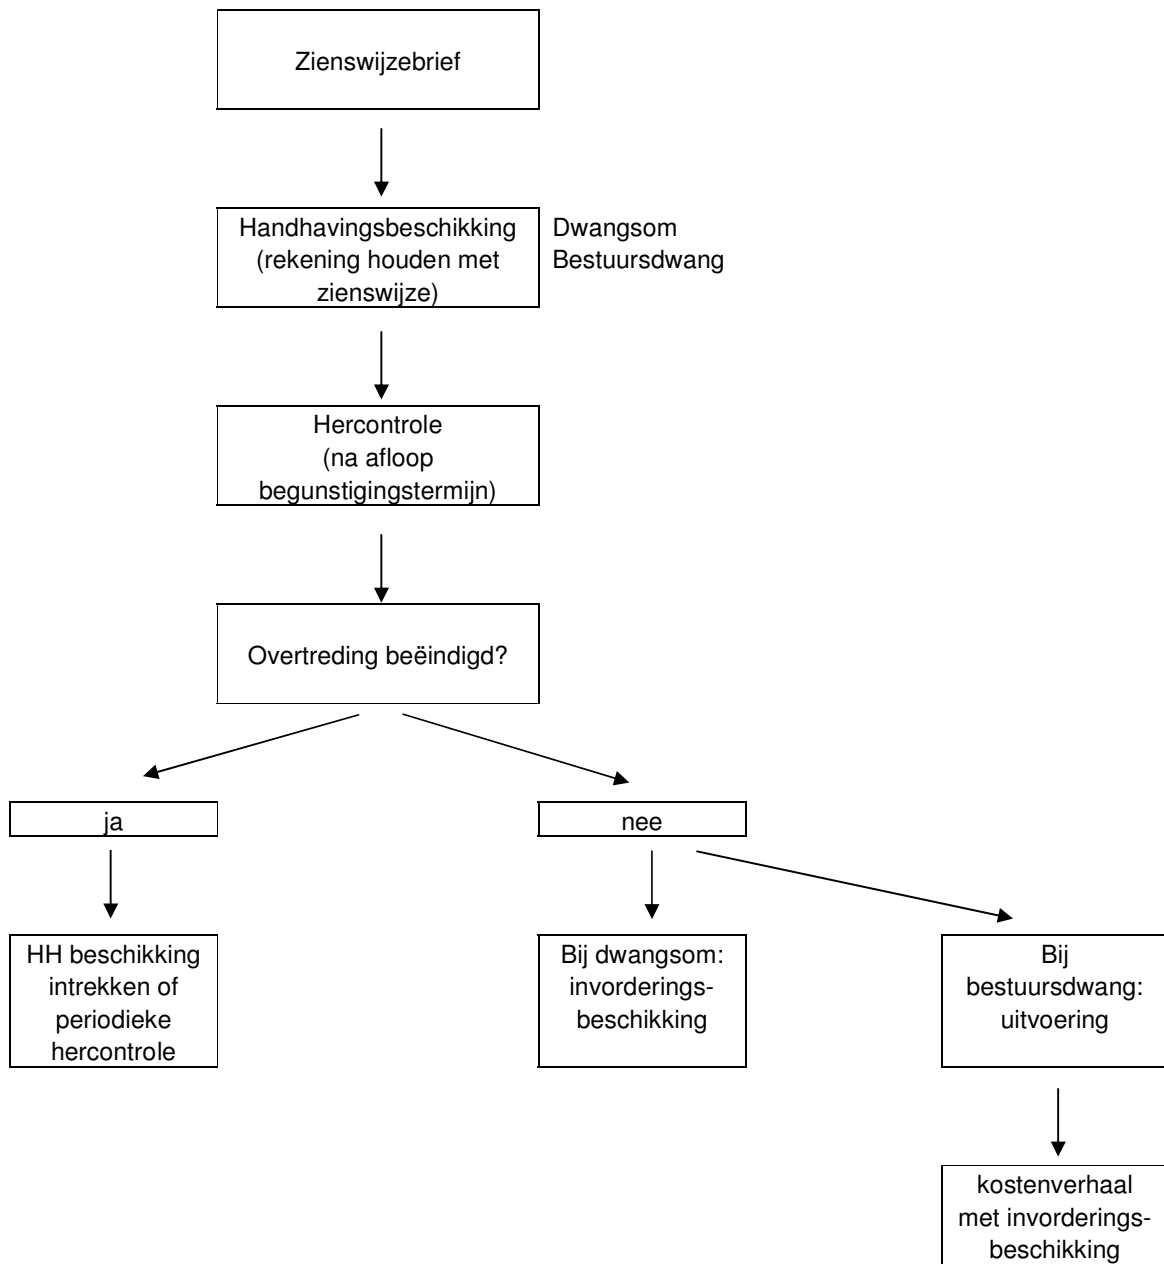 Zienswijzebrief
Handhavingsbeschikking
(rekening houden met
zienswijze)
Dwangsom
Bestuursdwang
Hercontrole
(na afloop
begunstigingstermijn)
Overtreding beëindigd?
ja
nee
HH beschikking
intrekken of
periodieke
hercontrole
Bij dwangsom:
invorderings-
beschikking
Bij
bestuursdwang:
uitvoering
kostenverhaal
met invorderings-
beschikking